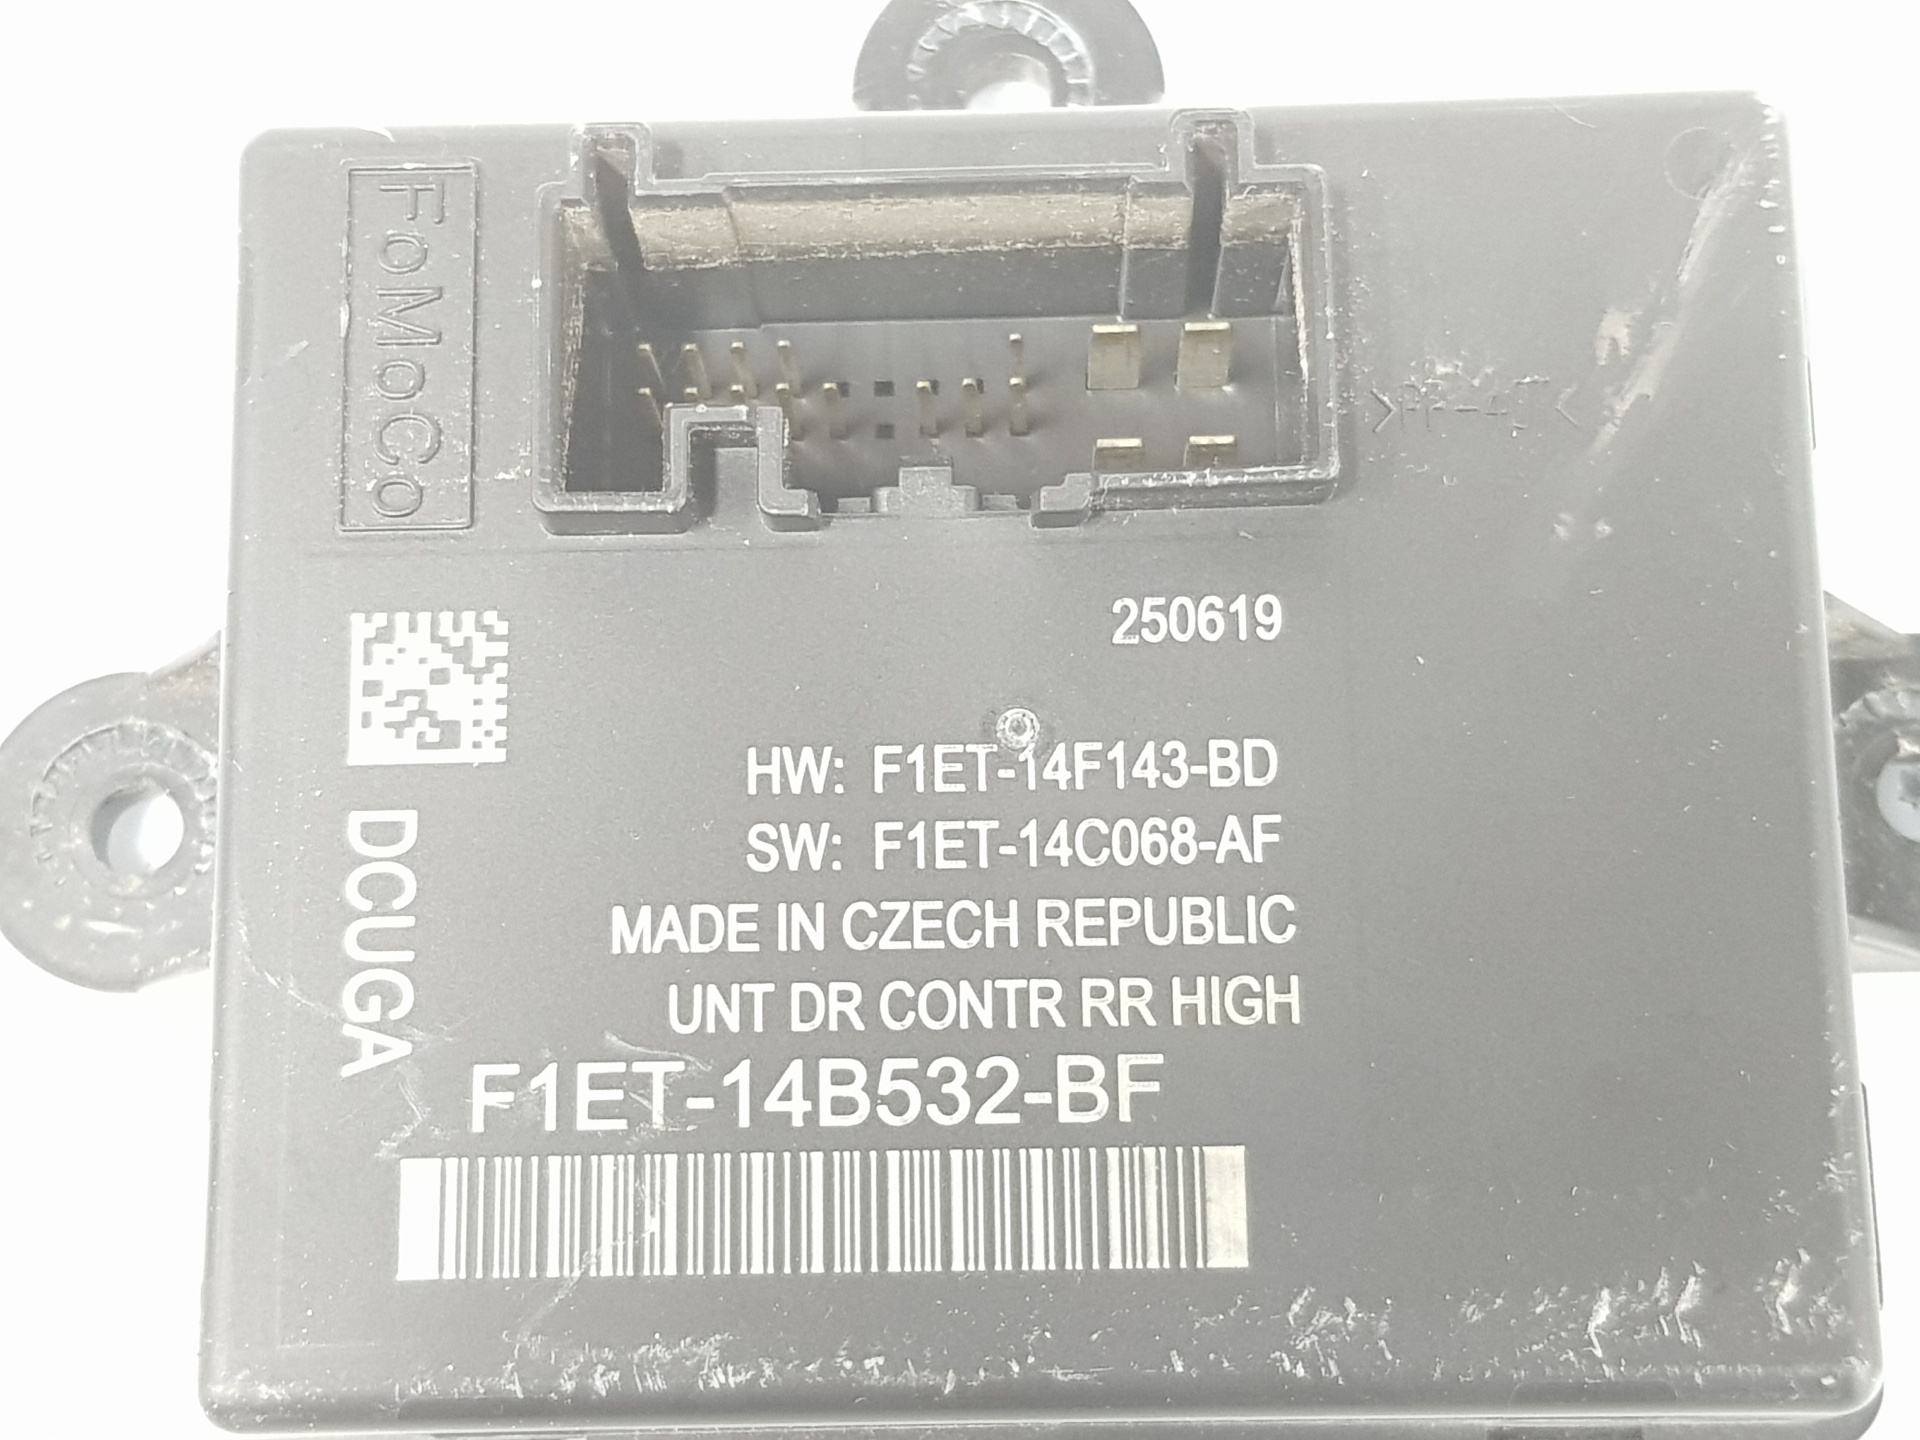 FoMoCo
250619
HW: F1ET-14F143-BD
SW: F1ET-14C068-AF
MADE IN CZECH REPUBLIC
UNT DR CONTR RR HIGH
DCUGA
F1ET-14B532-BF